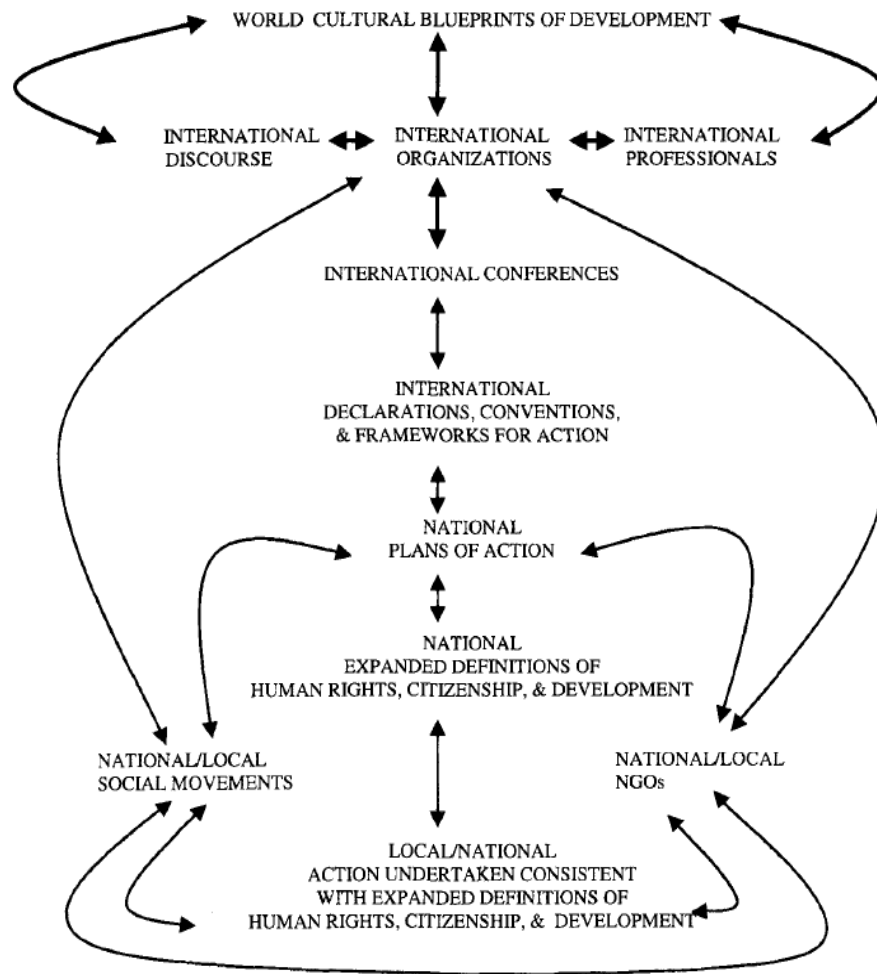 WORLD CULTURAL BLUEPRINTS OF DEVELOPMENT
INTERNATIONAL
DISCOURSE
INTERNATIONAL
ORGANIZATIONS
INTERNATIONAL
PROFESSIONALS
INTERNATIONAL CONFERENCES
INTERNATIONAL
DECLARATIONS, CONVENTIONS,
& FRAMEWORKS FOR ACTION
NATIONAL
PLANS OF ACTION
NATIONAL
EXPANDED DEFINITIONS OF
HUMAN RIGHTS, CITIZENSHIP, & DEVELOPMENT
NATIONAL/LOCAL
SOCIAL MOVEMENTS
NATIONAL/LOCAL
NGOs
LOCAL/NATIONAL
ACTION UNDERTAKEN CONSISTENT
WITH EXPANDED DEFINITIONS OF
HUMAN RIGHTS, CITIZENSHIP, & DEVELOPMENT